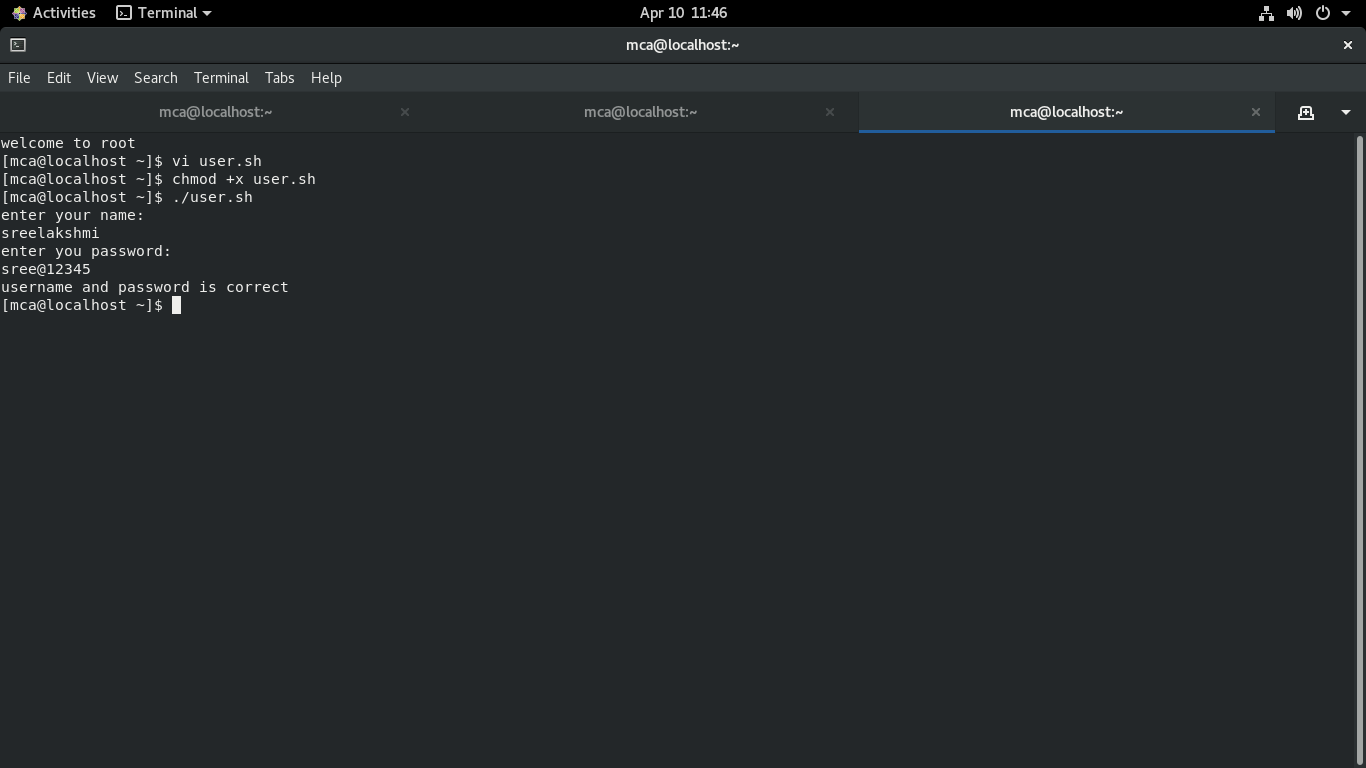 Activities Terminal Apr 10 11:46
mca@localhost:~
File Edit View Search Terminal Tabs Help
mca@localhost:~ mca@localhost:~ mca@localhost:~
welcome to root
[mca@localhost ~]$ vi user.sh
[mca@localhost ~]$ chmod +x user.sh
[mca@localhost ~]$ ./user.sh
enter your name:
sreelakshmi
enter you password:
sree@12345
username and password is correct
[mca@localhost ~]$